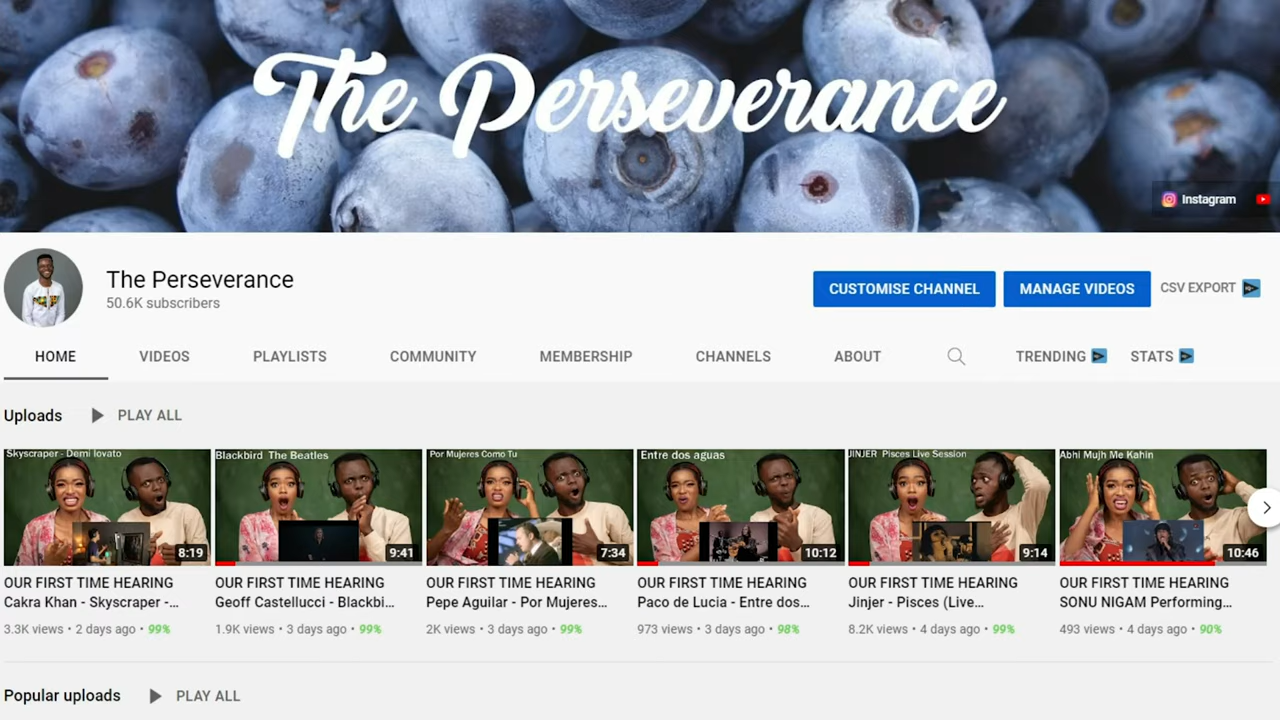 The Perseverance
Instagram
The Perseverance
50.6K subscribers
CUSTOMISE CHANNEL
MANAGE VIDEOS
CSV EXPORT
HOME
VIDEOS
PLAYLISTS
COMMUNITY
MEMBERSHIP
CHANNELS
ABOUT
TRENDING
STATS
Uploads
PLAY ALL
Skyscraper - Demi lovato
8:19
OUR FIRST TIME HEARING
Cakra Khan - Skyscraper -...
3.3K views • 2 days ago • 99%
Blackbird The Beatles
9:41
OUR FIRST TIME HEARING
Geoff Castellucci - Blackbi...
1.9K views • 3 days ago • 99%
Por Mujeres Como Tu
7:34
OUR FIRST TIME HEARING
Pepe Aguilar - Por Mujeres...
2K views • 3 days ago • 99%
Entre dos aguas
10:12
OUR FIRST TIME HEARING
Paco de Lucia - Entre dos...
973 views • 3 days ago • 98%
JINJER Pisces Live Session
9:14
OUR FIRST TIME HEARING
Jinjer - Pisces (Live...
8.2K views • 4 days ago • 99%
Abhi Mujh Me Kahin
10:46
OUR FIRST TIME HEARING
SONU NIGAM Performing...
493 views • 4 days ago • 90%
Popular uploads
PLAY ALL